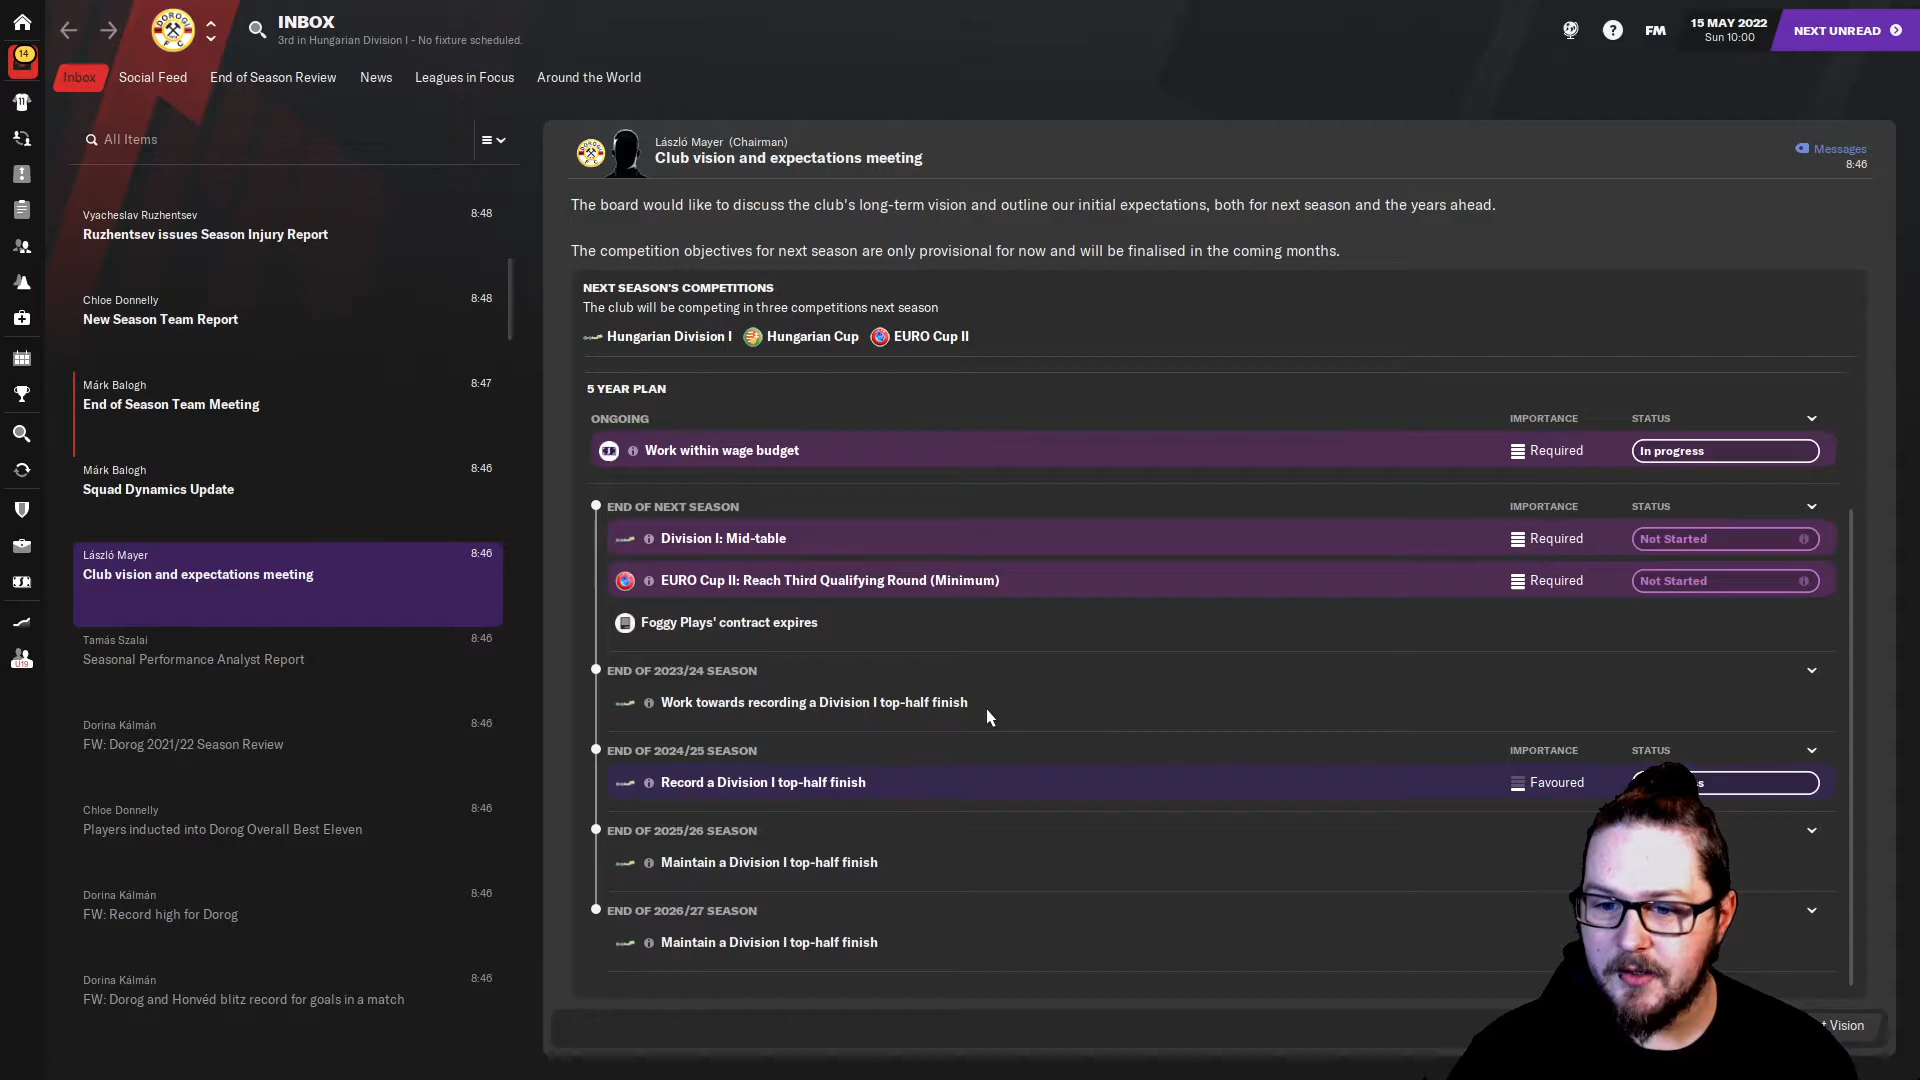 INBOX
3rd in Hungarian Division I - No fixture scheduled.
FM
15 MAY 2022
Sun 10:00
NEXT UNREAD
14
Inbox
Social Feed
End of Season Review
News
Leagues in Focus
Around the World
All Items
Vyacheslav Ruzhentsev
8:48
Ruzhentsev issues Season Injury Report
Chloe Donnelly
8:48
New Season Team Report
Márk Balogh
8:47
End of Season Team Meeting
Márk Balogh
8:46
Squad Dynamics Update
László Mayer
8:46
Club vision and expectations meeting
Tamás Szalai
8:46
Seasonal Performance Analyst Report
Dorina Kálmán
8:46
FW: Dorog 2021/22 Season Review
Chloe Donnelly
8:46
Players inducted into Dorog Overall Best Eleven
Dorina Kálmán
8:46
FW: Record high for Dorog
Dorina Kálmán
8:46
FW: Dorog and Honvéd blitz record for goals in a match
U19
László Mayer (Chairman)
Club vision and expectations meeting
Messages
8:46
The board would like to discuss the club's long-term vision and outline our initial expectations, both for next season and the years ahead.
The competition objectives for next season are only provisional for now and will be finalised in the coming months.
NEXT SEASON'S COMPETITIONS
The club will be competing in three competitions next season
Hungarian Division I Hungarian Cup EURO Cup II
5 YEAR PLAN
ONGOING IMPORTANCE STATUS
Work within wage budget Required In progress
END OF NEXT SEASON IMPORTANCE STATUS
Division I: Mid-table Required Not Started
EURO Cup II: Reach Third Qualifying Round (Minimum) Required Not Started
Foggy Plays' contract expires
END OF 2023/24 SEASON
Work towards recording a Division I top-half finish
END OF 2024/25 SEASON IMPORTANCE STATUS
Record a Division I top-half finish Favoured
END OF 2025/26 SEASON
Maintain a Division I top-half finish
END OF 2026/27 SEASON
Maintain a Division I top-half finish
Vision